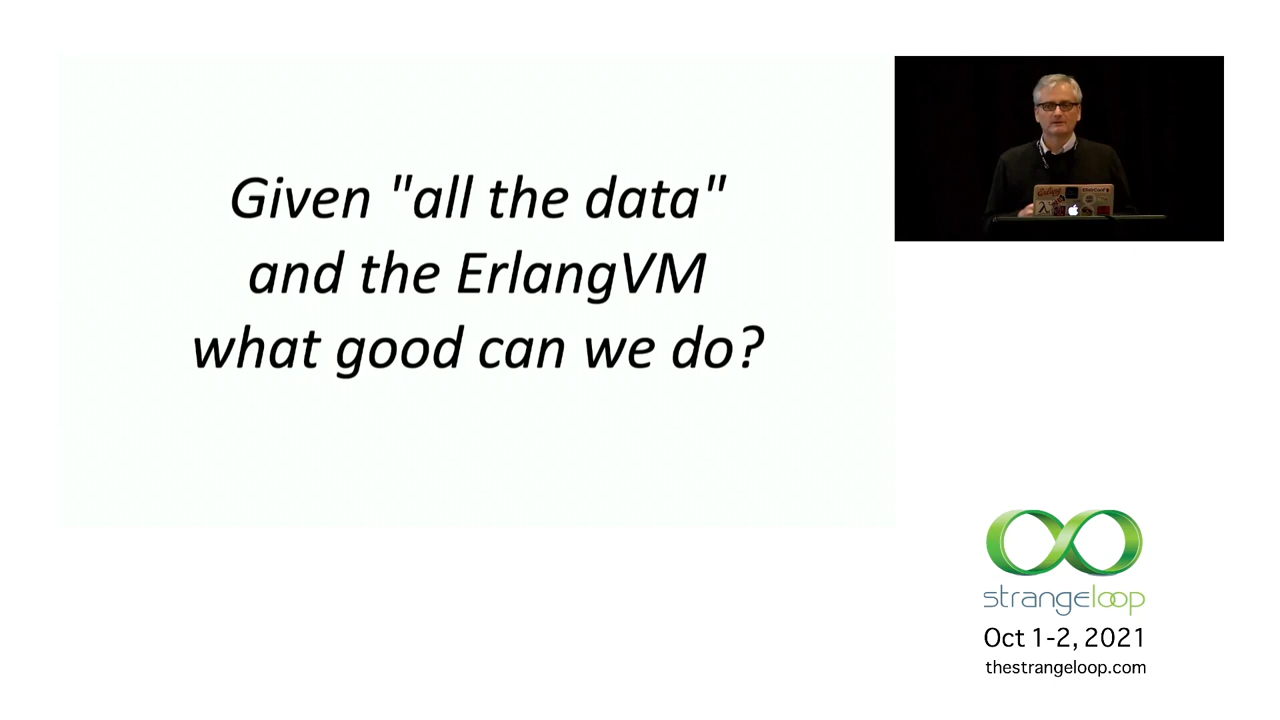 Given "all the data"
and the ErlangVM
what good can we do?
strangeloop
Oct 1-2, 2021
thestrangeloop.com